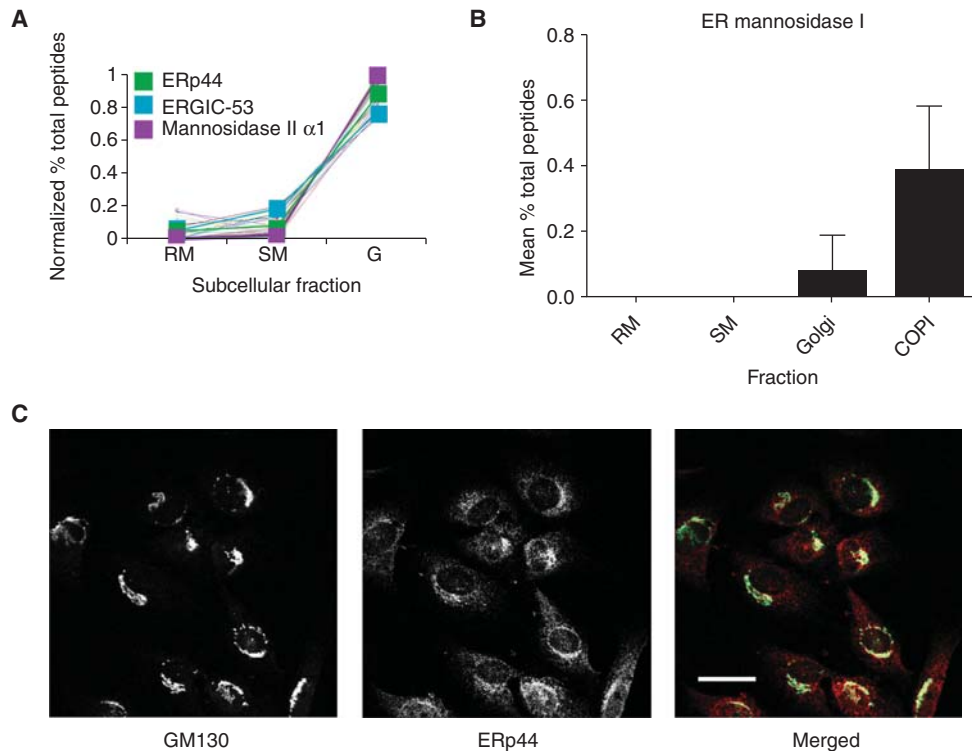 A
Normalized % total peptides
1
0.8
0.6
0.4
0.2
0
ERp44
ERGIC-53
Mannosidase II α1
RM
SM
G
Subcellular fraction
B
ER mannosidase I
Mean % total peptides
0.8
0.6
0.4
0.2
0.0
RM
SM
Golgi
COPI
Fraction
C
GM130
ERp44
Merged